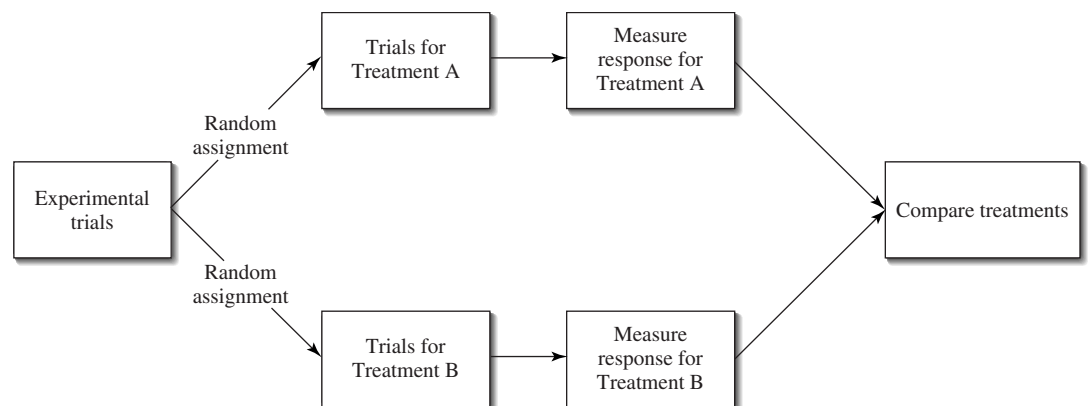 Trials for
Treatment A
Measure
response for
Treatment A
Random
assignment
Experimental
trials
Compare treatments
Random
assignment
Trials for
Treatment B
Measure
response for
Treatment B